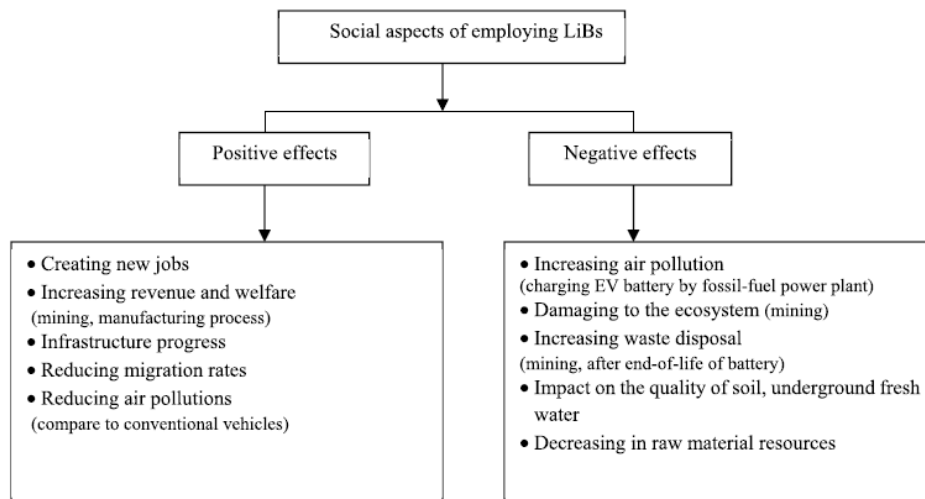 Social aspects of employing LiBs
Positive effects
Negative effects
• Creating new jobs
• Increasing revenue and welfare
(mining, manufacturing process)
• Infrastructure progress
• Reducing migration rates
• Reducing air pollutions
(compare to conventional vehicles)
• Increasing air pollution
(charging EV battery by fossil-fuel power plant)
• Damaging to the ecosystem (mining)
• Increasing waste disposal
(mining, after end-of-life of battery)
• Impact on the quality of soil, underground fresh
water
• Decreasing in raw material resources